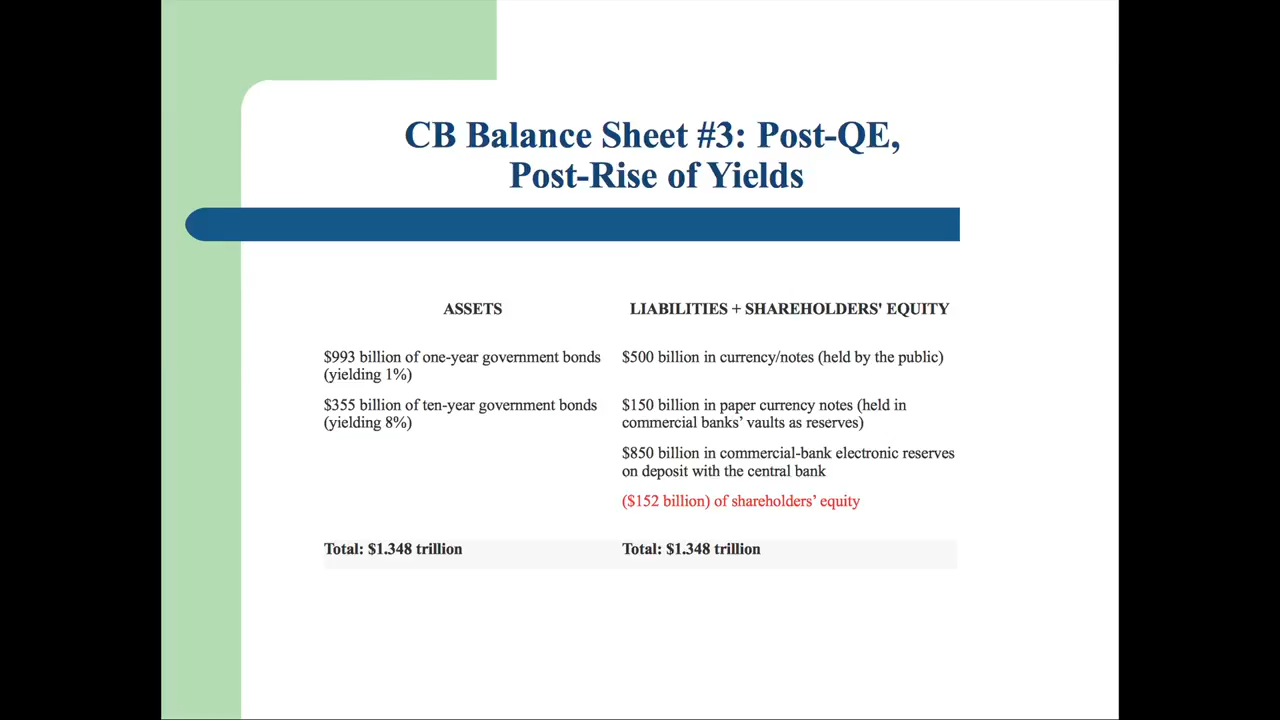 CB Balance Sheet #3: Post-QE,
Post-Rise of Yields
ASSETS
LIABILITIES + SHAREHOLDERS' EQUITY
$993 billion of one-year government bonds
(yielding 1%)
$500 billion in currency/notes (held by the public)
$355 billion of ten-year government bonds
(yielding 8%)
$150 billion in paper currency notes (held in
commercial banks’ vaults as reserves)
$850 billion in commercial-bank electronic reserves
on deposit with the central bank
($152 billion) of shareholders’ equity
Total: $1.348 trillion
Total: $1.348 trillion